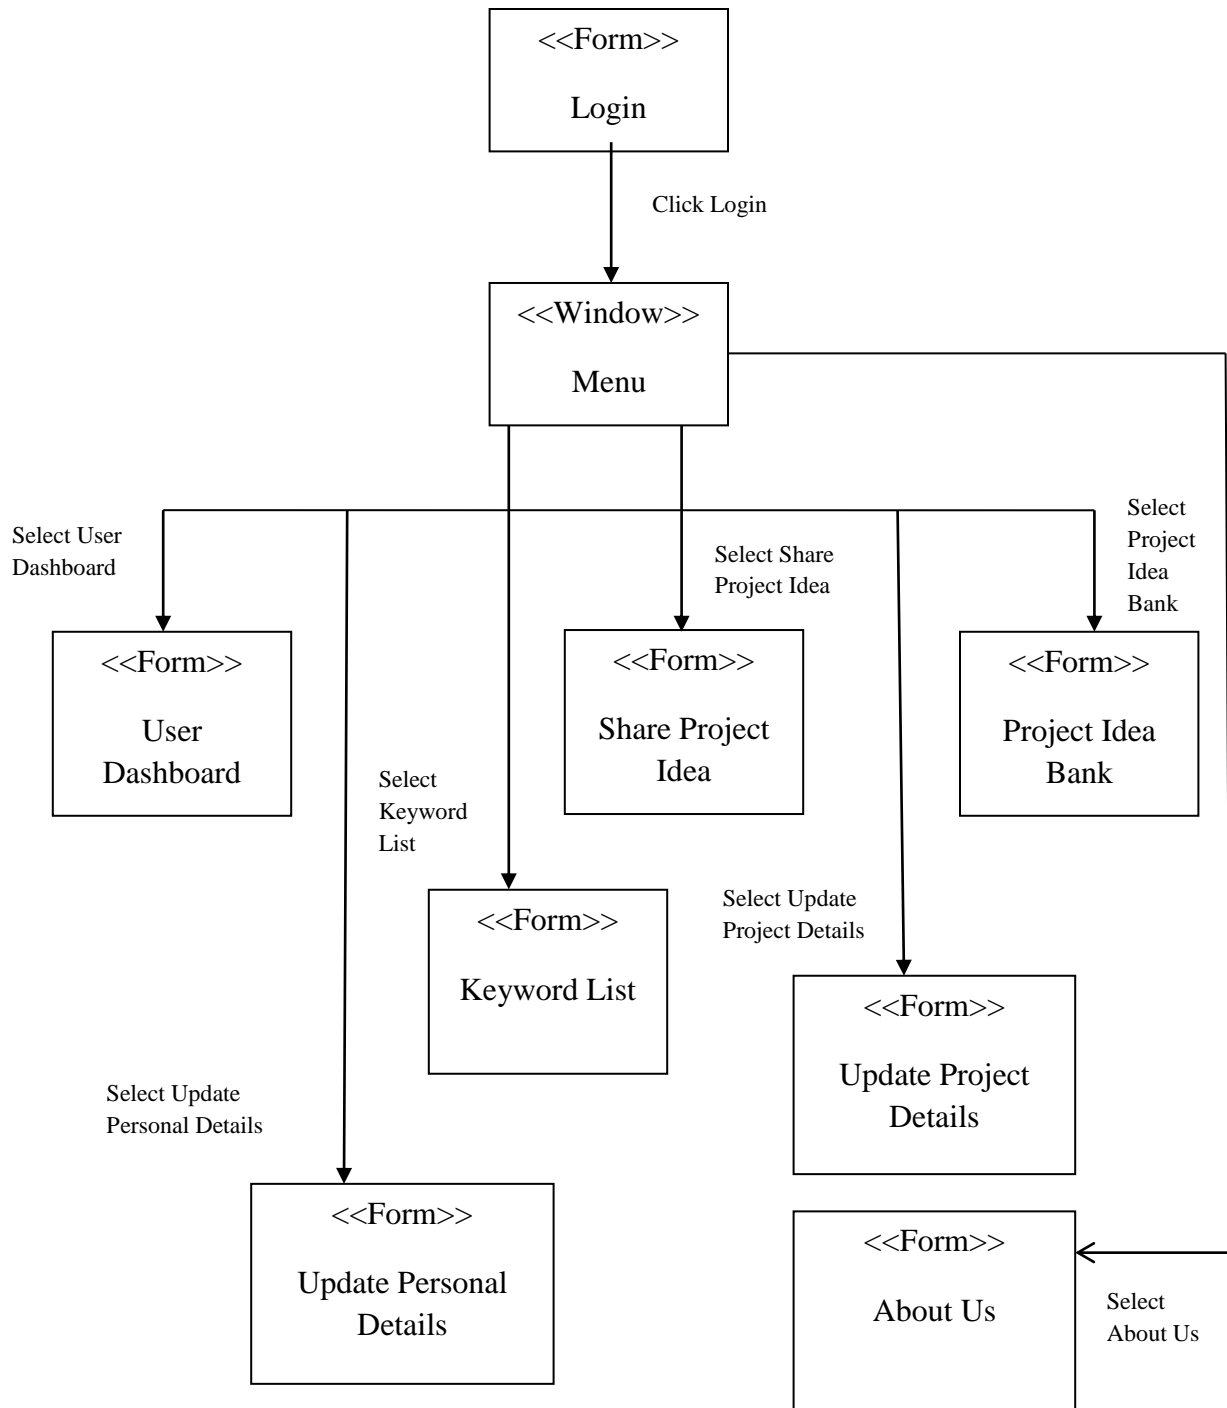 <<Form>>
Login
Click Login
<<Window>>
Menu
Select User
Dashboard
Select Share
Project Idea
Select
Project
Idea
Bank
<<Form>>
User
Dashboard
<<Form>>
Share Project
Idea
<<Form>>
Project Idea
Bank
Select
Keyword
List
<<Form>>
Keyword List
Select Update
Project Details
<<Form>>
Update Project
Details
Select Update
Personal Details
<<Form>>
Update Personal
Details
<<Form>>
About Us
Select
About Us